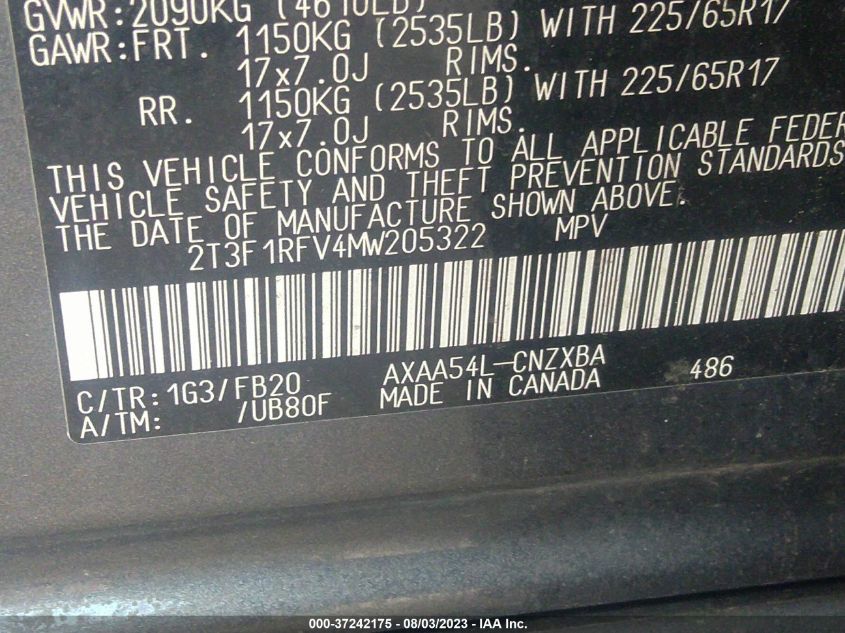 GVWR:2090KG (4610LB)
GAWR:FRT. 1150KG (2535LB) WITH 225/65R17
17x7.0J RIMS.
RR. 1150KG (2535LB) WITH 225/65R17
17x7.0J RIMS.
THIS VEHICLE CONFORMS TO ALL APPLICABLE FEDER
VEHICLE SAFETY AND THEFT PREVENTION STANDARDS
THE DATE OF MANUFACTURE SHOWN ABOVE.
2T3F1RFV4MW205322 MPV
C/TR:1G3/FB20 AXAA54L-CNZXBA 486
A/TM: /UB80F MADE IN CANADA
000-37242175 - 08/03/2023 - IAA Inc.